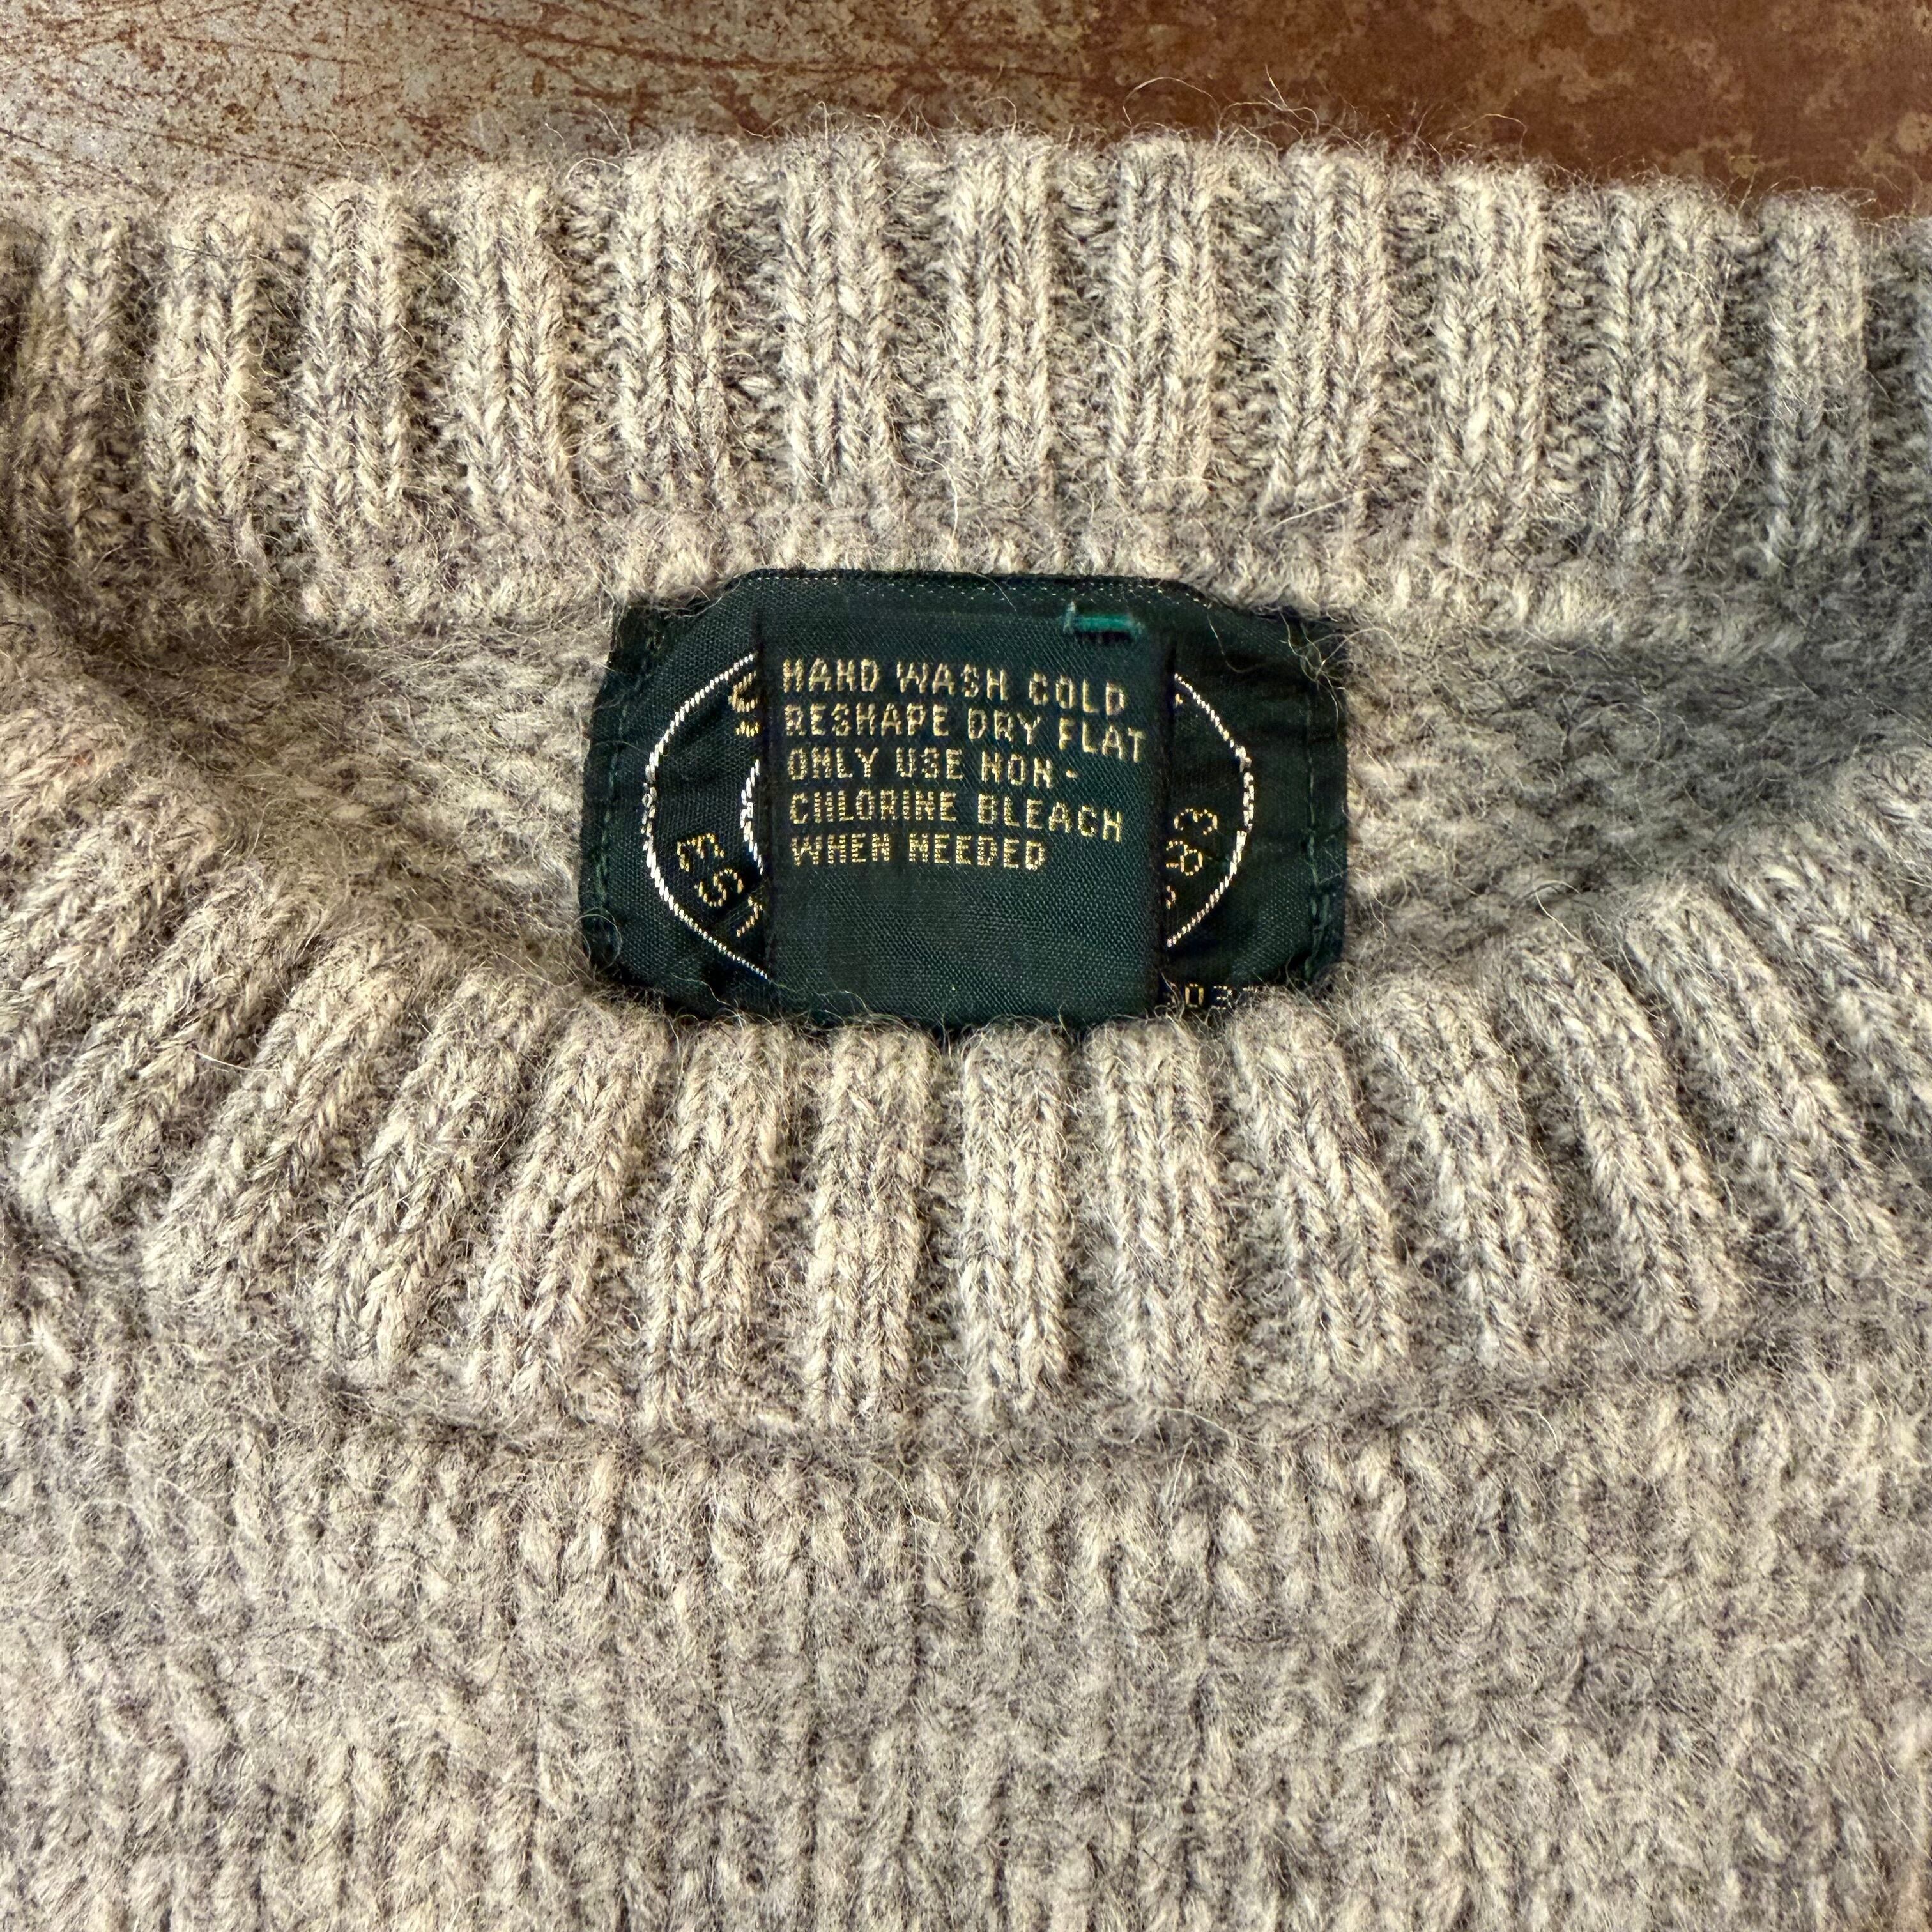 HAND WASH COLD
RESHAPE DRY FLAT
ONLY USE NON-
CHLORINE BLEACH
WHEN NEEDED